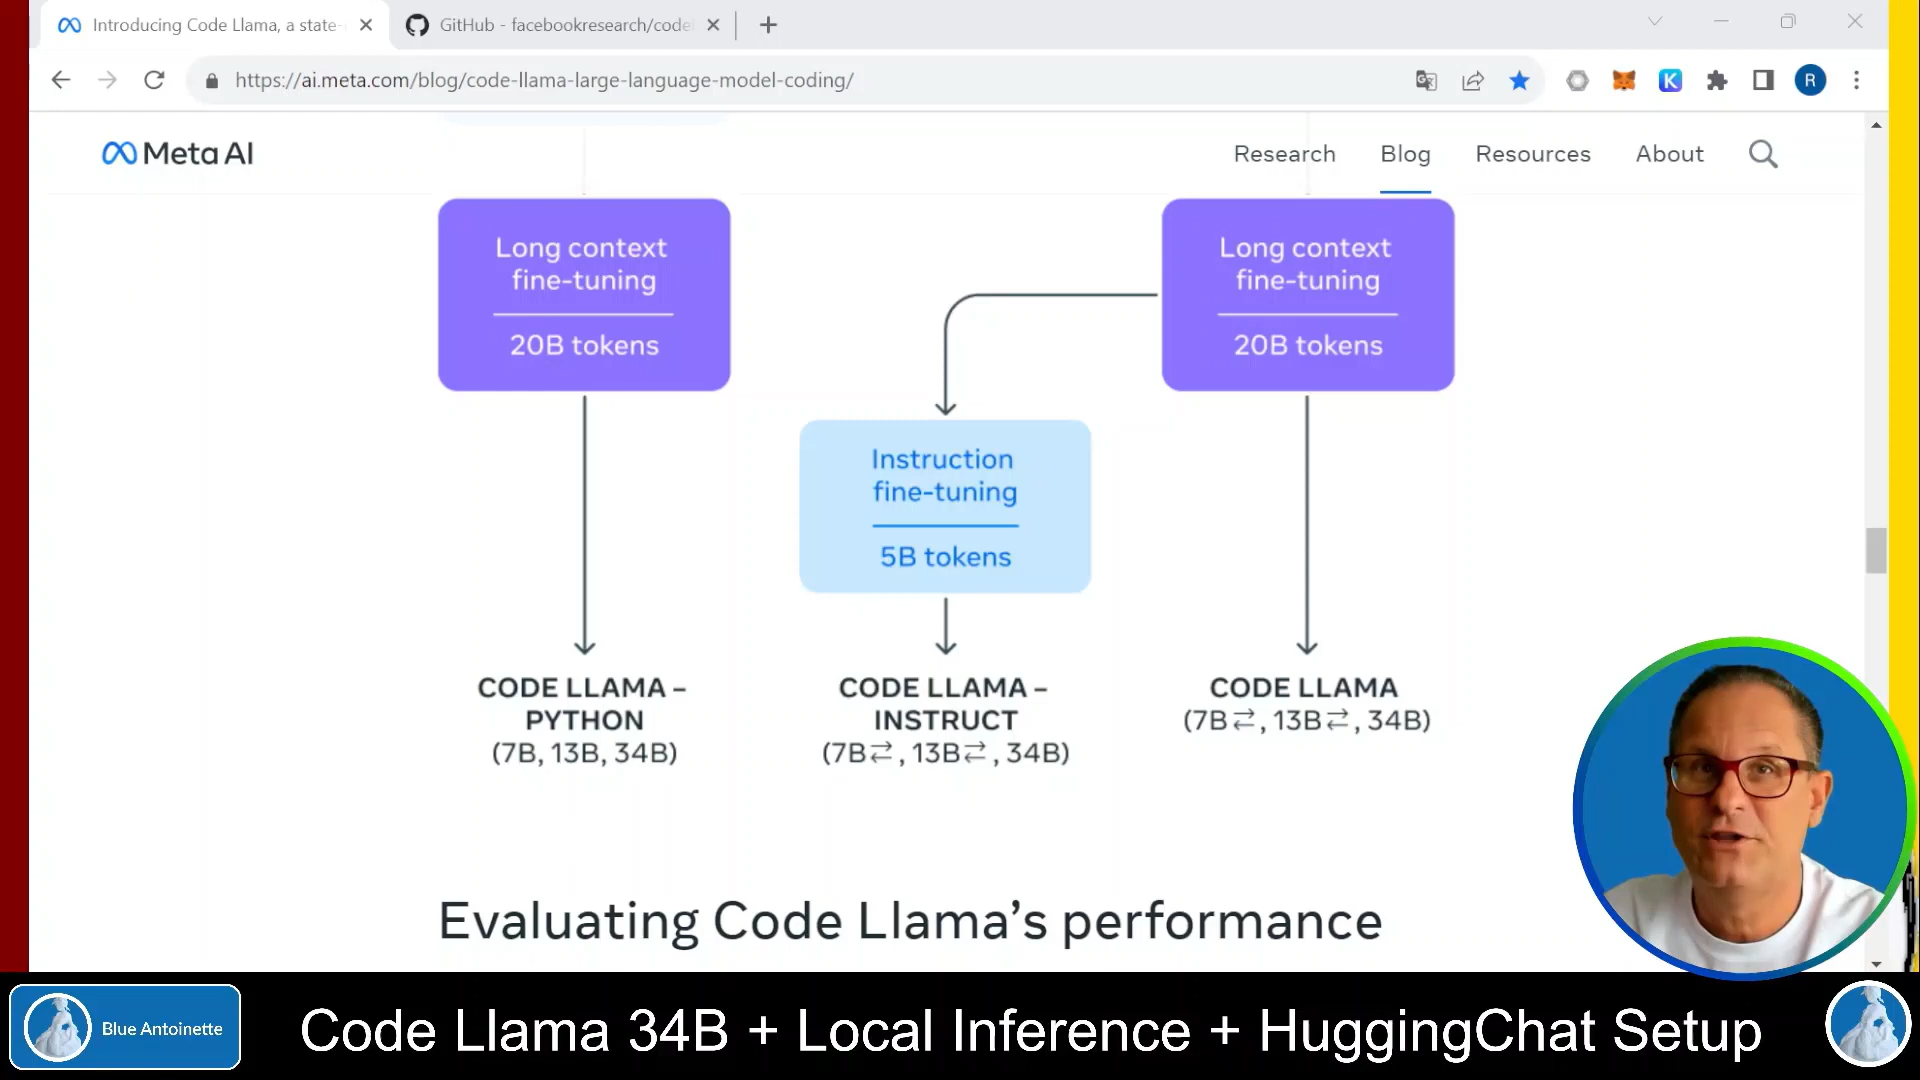 Introducing Code Llama, a state-
GitHub - facebookresearch/code
https://ai.meta.com/blog/code-llama-large-language-model-coding/
K
R
Meta AI
Research
Blog
Resources
About
Long context
fine-tuning
20B tokens
Long context
fine-tuning
20B tokens
Instruction
fine-tuning
5B tokens
CODE LLAMA –
PYTHON
(7B, 13B, 34B)
CODE LLAMA –
INSTRUCT
(7B⇄, 13B⇄, 34B)
CODE LLAMA
(7B⇄, 13B⇄, 34B)
Evaluating Code Llama’s performance
Blue Antoinette
Code Llama 34B + Local Inference + HuggingChat Setup